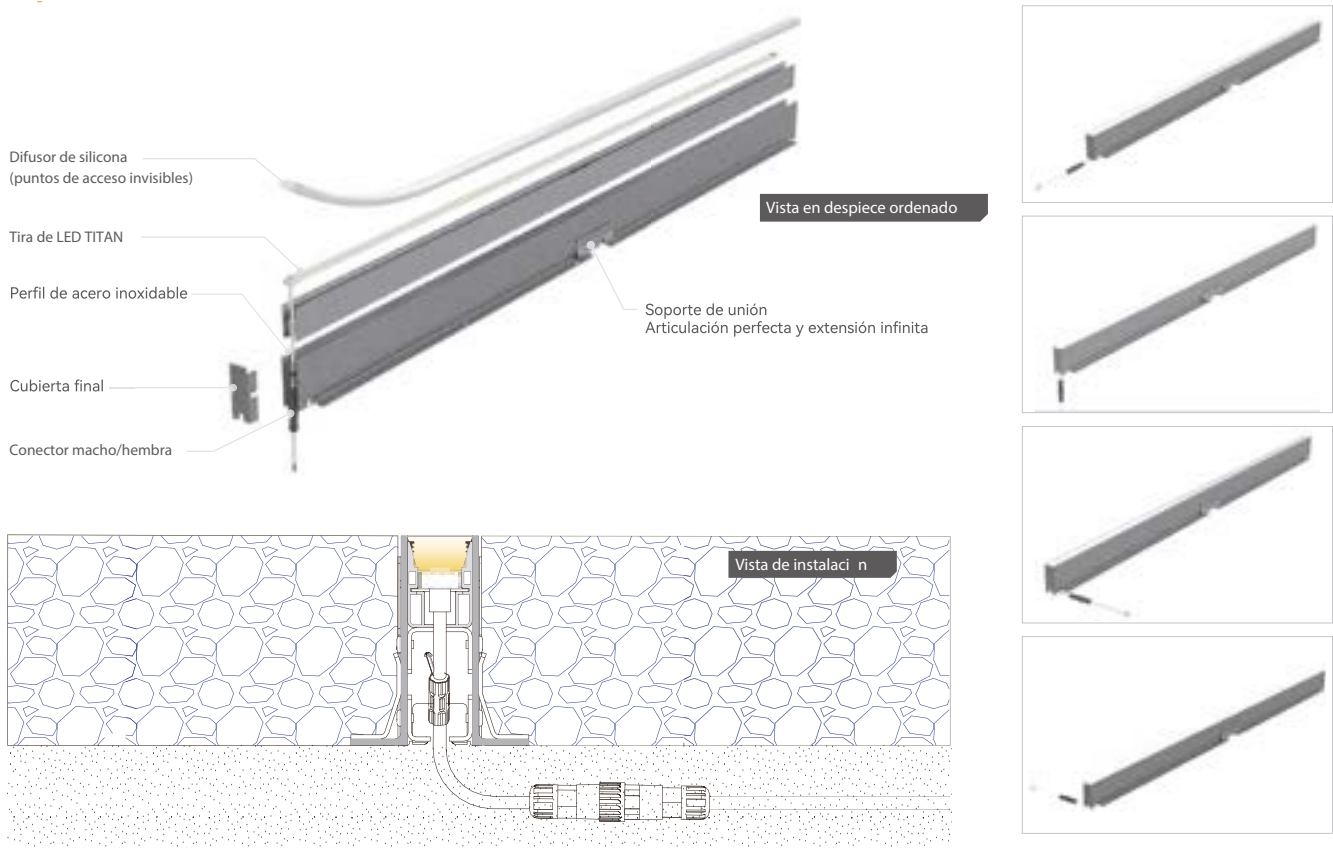 Difusor de silicona
(puntos de acceso invisibles)
Vista en despiece ordenado
Tira de LED TITAN
Perfil de acero inoxidable
Soporte de unión
Articulación perfecta y extensión infinita
Cubierta final
Conector macho/hembra
Vista de instalaci n